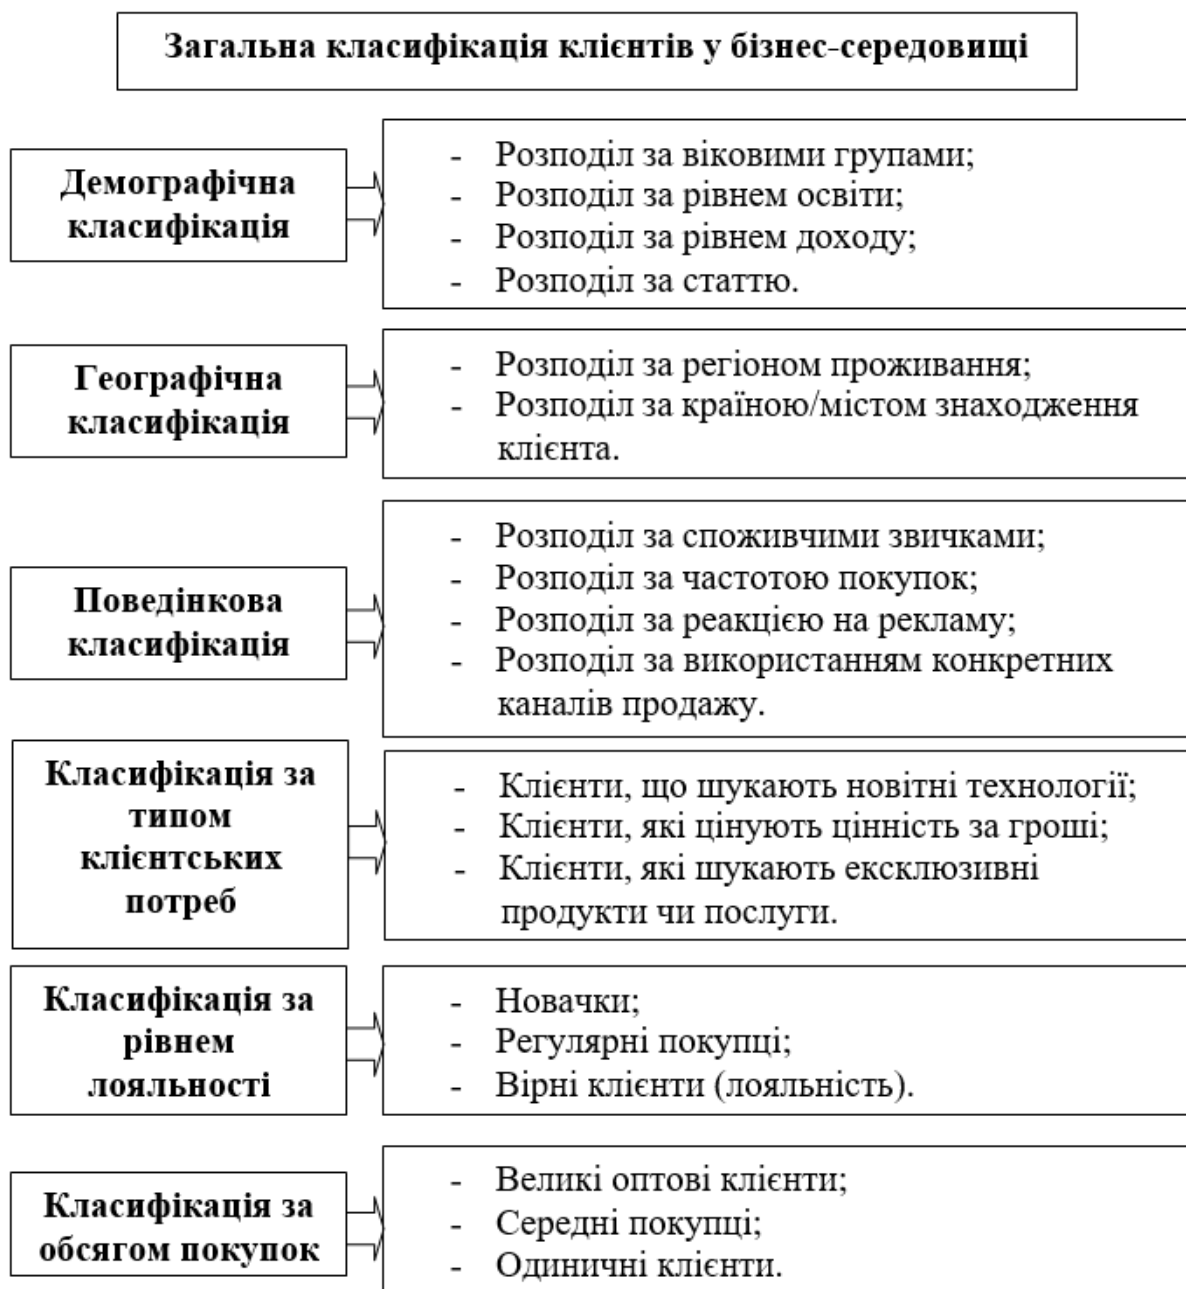 Загальна класифікація клієнтів у бізнес-середовищі
Демографічна
класифікація
- Розподіл за віковими групами;
- Розподіл за рівнем освіти;
- Розподіл за рівнем доходу;
- Розподіл за статтю.
Географічна
класифікація
- Розподіл за регіоном проживання;
- Розподіл за країною/містом знаходження
клієнта.
Поведінкова
класифікація
- Розподіл за споживчими звичками;
- Розподіл за частотою покупок;
- Розподіл за реакцією на рекламу;
- Розподіл за використанням конкретних
каналів продажу.
Класифікація за
типом
клієнтських
потреб
- Клієнти, що шукають новітні технології;
- Клієнти, які цінують цінність за гроші;
- Клієнти, які шукають ексклюзивні
продукти чи послуги.
Класифікація за
рівнем
лояльності
- Новачки;
- Регулярні покупці;
- Вірні клієнти (лояльність).
Класифікація за
обсягом покупок
- Великі оптові клієнти;
- Середні покупці;
- Одиничні клієнти.